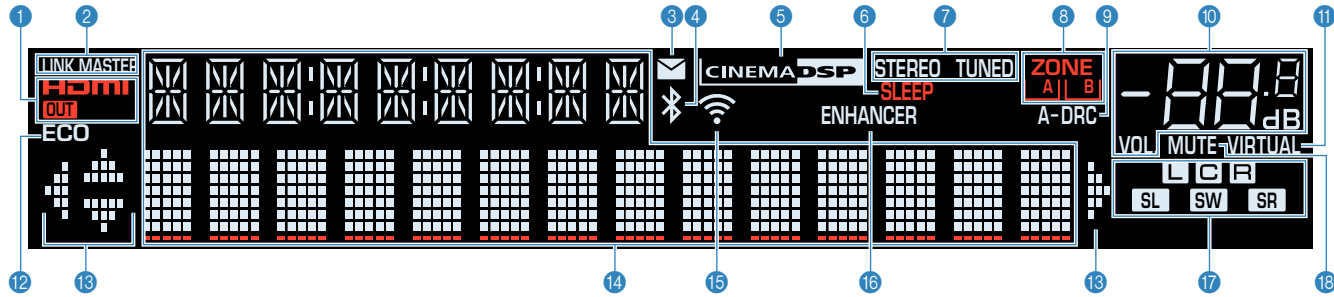 1 2 3 4 5 6 7 8 9 10 11
LINK MASTER
HDMI
OUT
ECO
CINEMA DSP
STEREO TUNED
SLEEP
ENHANCER
ZONE
A B
A-DRC
-88.8
dB
VOL. MUTE VIRTUAL
L C R
SL SW SR
12 13 14 15 16 13 17 18